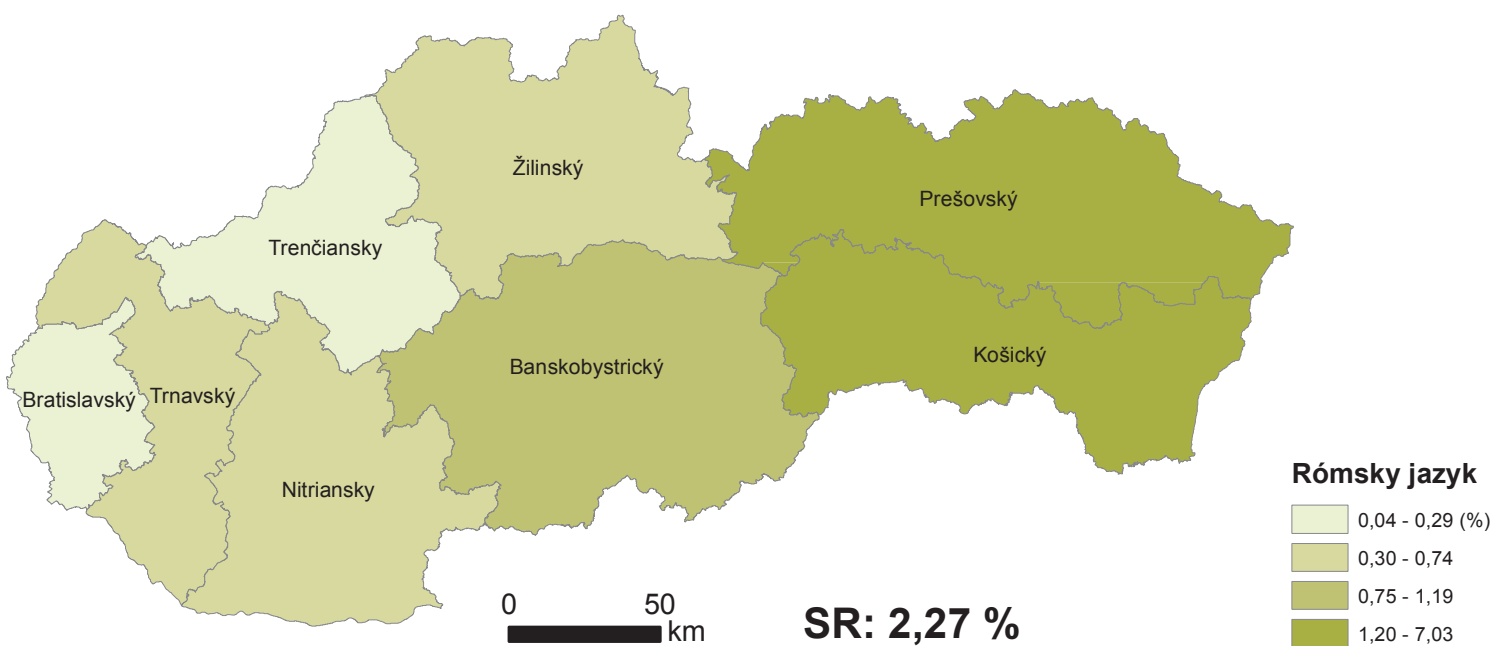 Žilinský
Prešovský
Trenčiansky
Košický
Banskobystrický
Bratislavský
Trnavský
Nitriansky
Rómsky jazyk
0,04 - 0,29 (%)
0,30 - 0,74
0,75 - 1,19
1,20 - 7,03
0 50
km
SR: 2,27 %